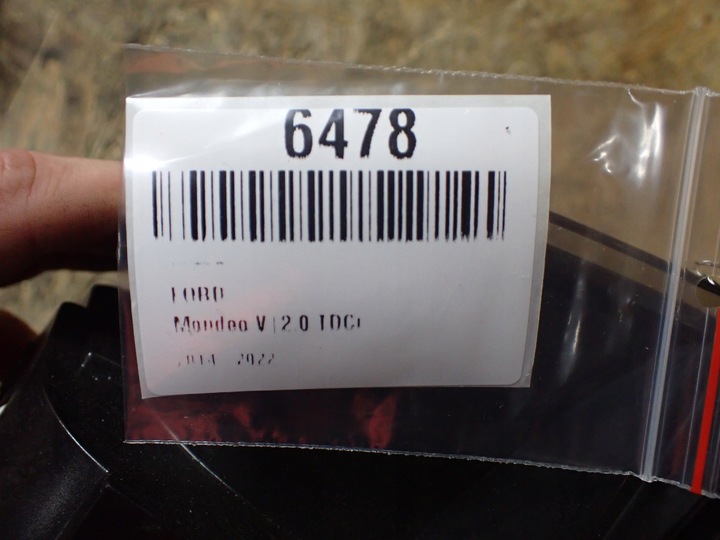 6478
FORD
Mondeo V | 2.0 TDCi
2014 2022